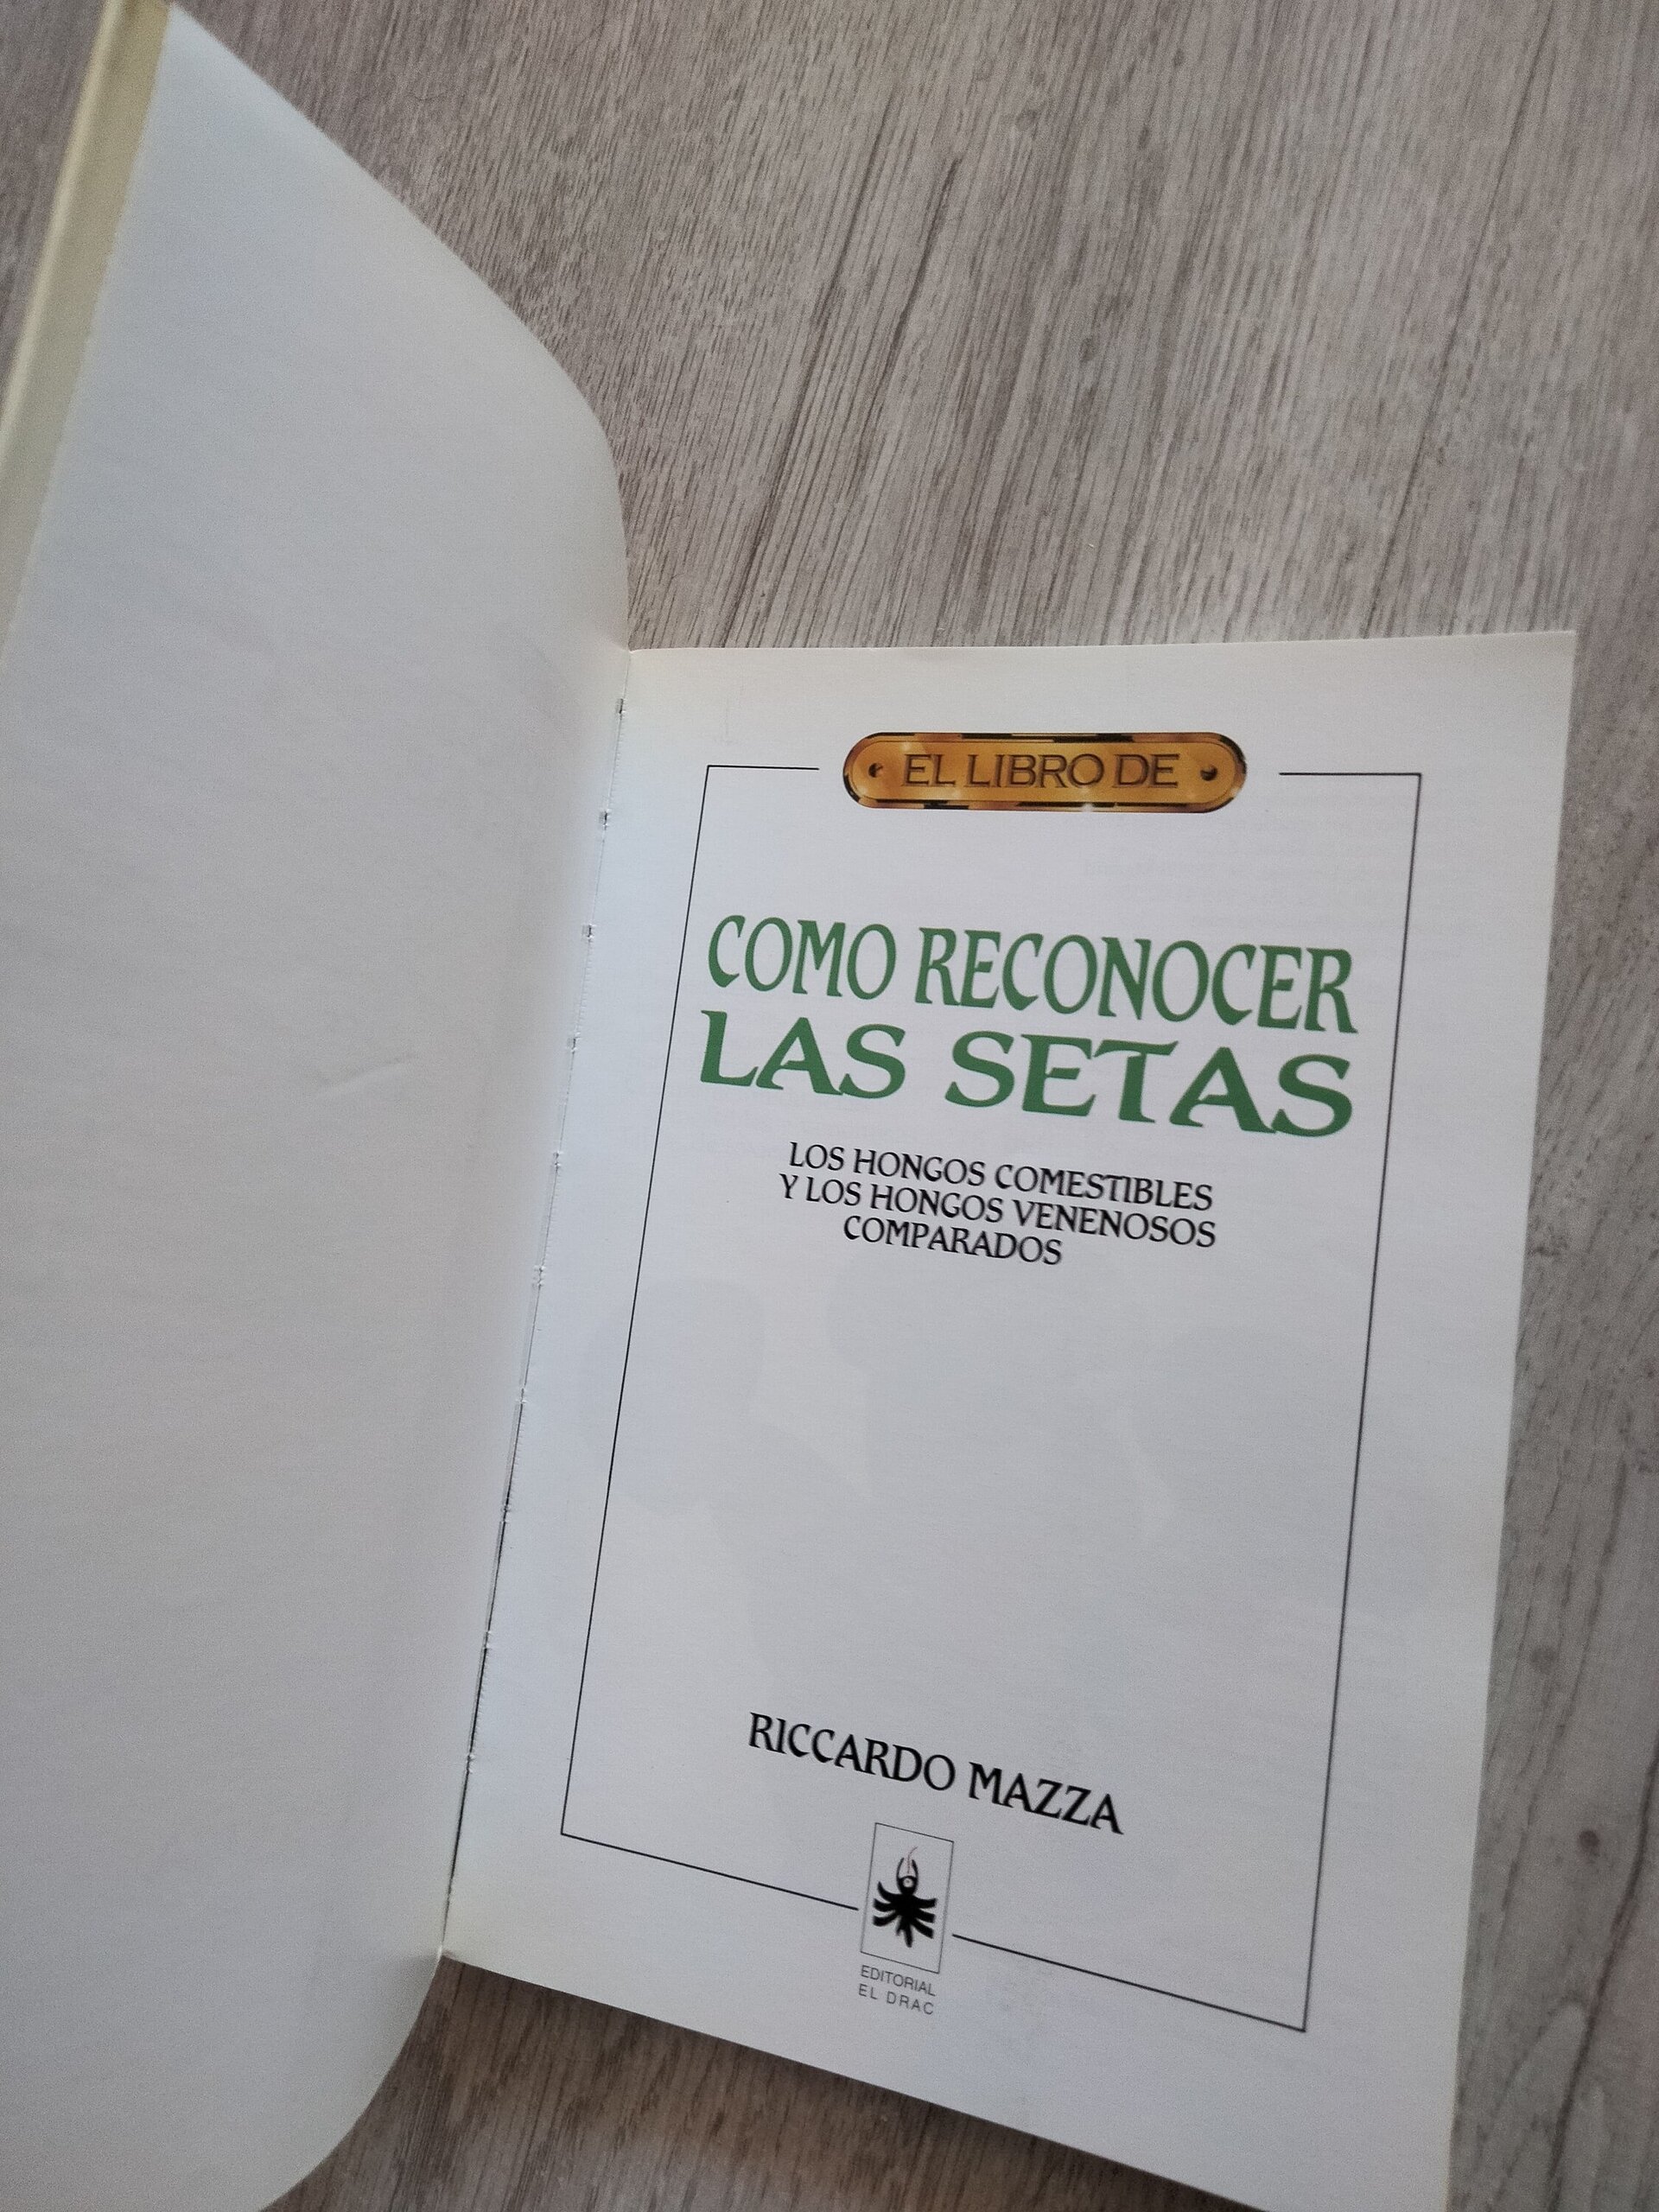 EL LIBRO DE
COMO RECONOCER
LAS SETAS
LOS HONGOS COMESTIBLES
Y LOS HONGOS VENENOSOS
COMPARADOS
RICCARDO MAZZA
EDITORIAL
EL DRAC